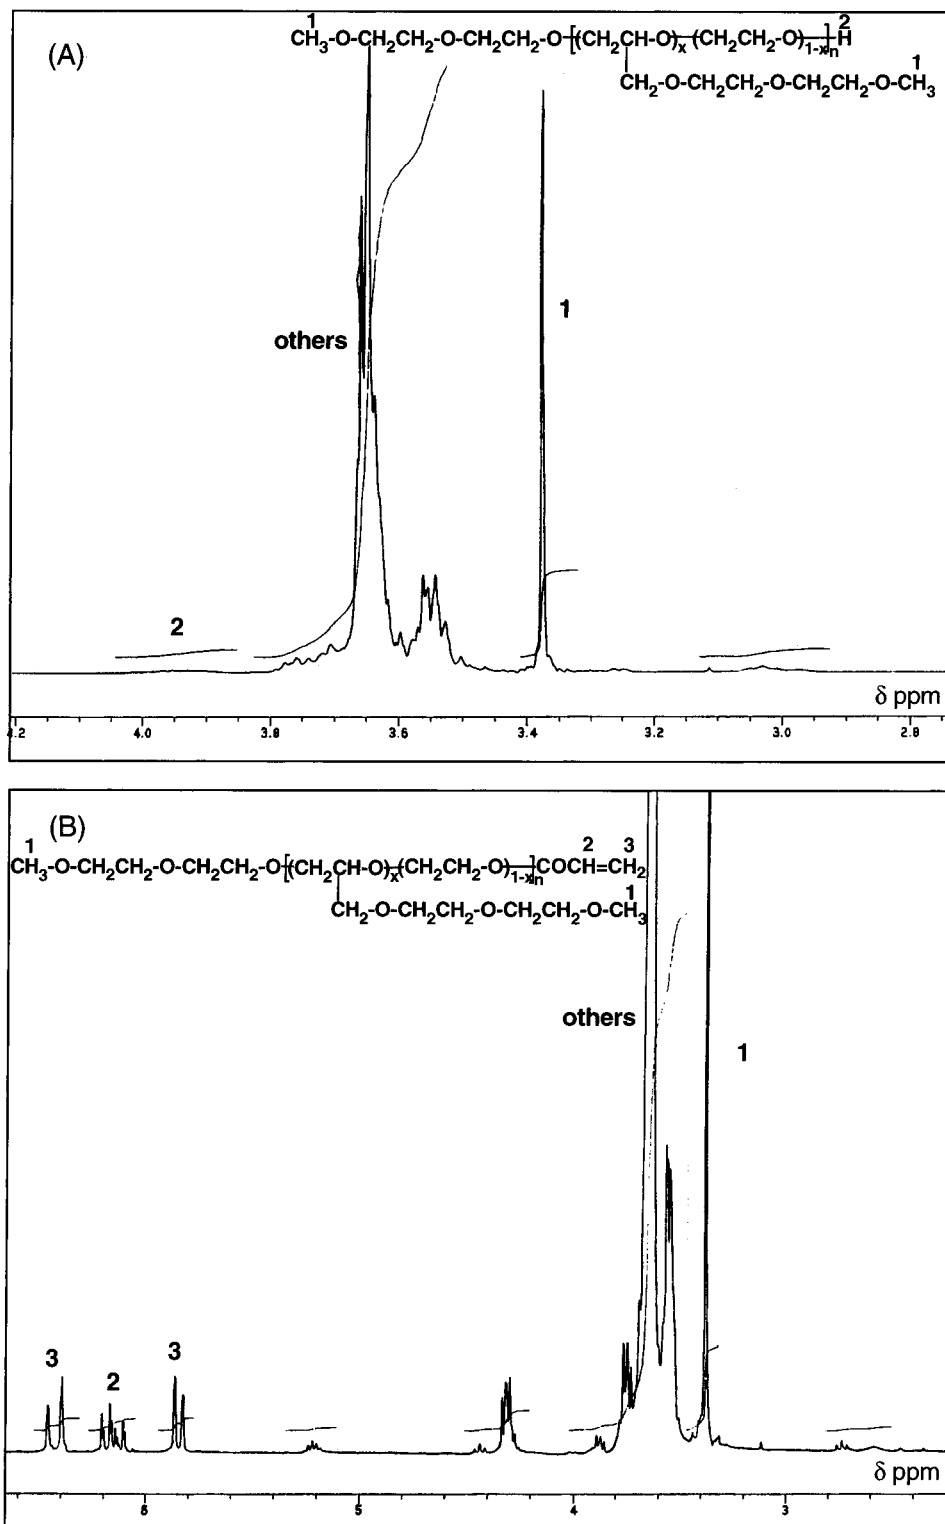 (A)
1 2
CH3-O-CH2CH2-O-CH2CH2-O-[(CH2CH-O)x(CH2CH2-O)1-x]nH
1
CH2-O-CH2CH2-O-CH2CH2-O-CH3
1
others
2
δ ppm
4.0 3.8 3.6 3.4 3.2 3.0 2.8
(B)
1 2 3
CH3-O-CH2CH2-O-CH2CH2-O-[(CH2CH-O)x(CH2CH2-O)1-x]nCOCH=CH2
1
CH2-O-CH2CH2-O-CH2CH2-O-CH3
others
1
3 3
2
δ ppm
6 5 4 3